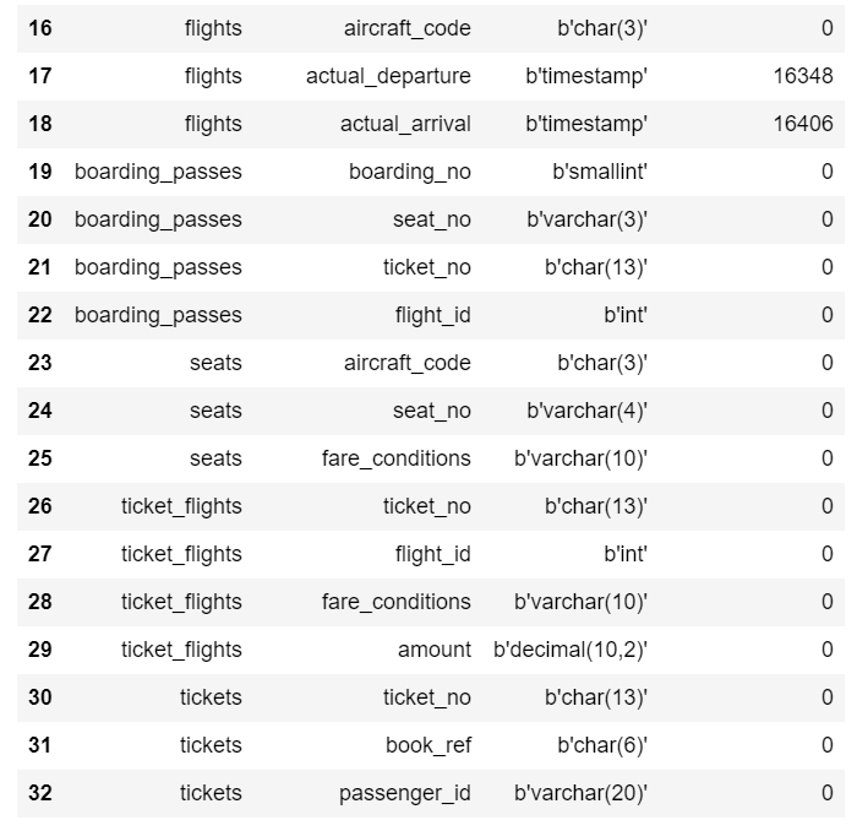 16 flights aircraft_code b'char(3)' 0
17 flights actual_departure b'timestamp' 16348
18 flights actual_arrival b'timestamp' 16406
19 boarding_passes boarding_no b'smallint' 0
20 boarding_passes seat_no b'varchar(3)' 0
21 boarding_passes ticket_no b'char(13)' 0
22 boarding_passes flight_id b'int' 0
23 seats aircraft_code b'char(3)' 0
24 seats seat_no b'varchar(4)' 0
25 seats fare_conditions b'varchar(10)' 0
26 ticket_flights ticket_no b'char(13)' 0
27 ticket_flights flight_id b'int' 0
28 ticket_flights fare_conditions b'varchar(10)' 0
29 ticket_flights amount b'decimal(10,2)' 0
30 tickets ticket_no b'char(13)' 0
31 tickets book_ref b'char(6)' 0
32 tickets passenger_id b'varchar(20)' 0